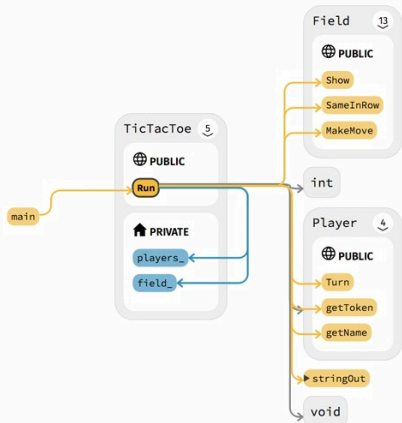 Field 13
PUBLIC
Show
SameInRow
MakeMove
TicTacToe 5
PUBLIC
Run
PRIVATE
players_
field_
main
int
Player 4
PUBLIC
Turn
getToken
getName
stringOut
void